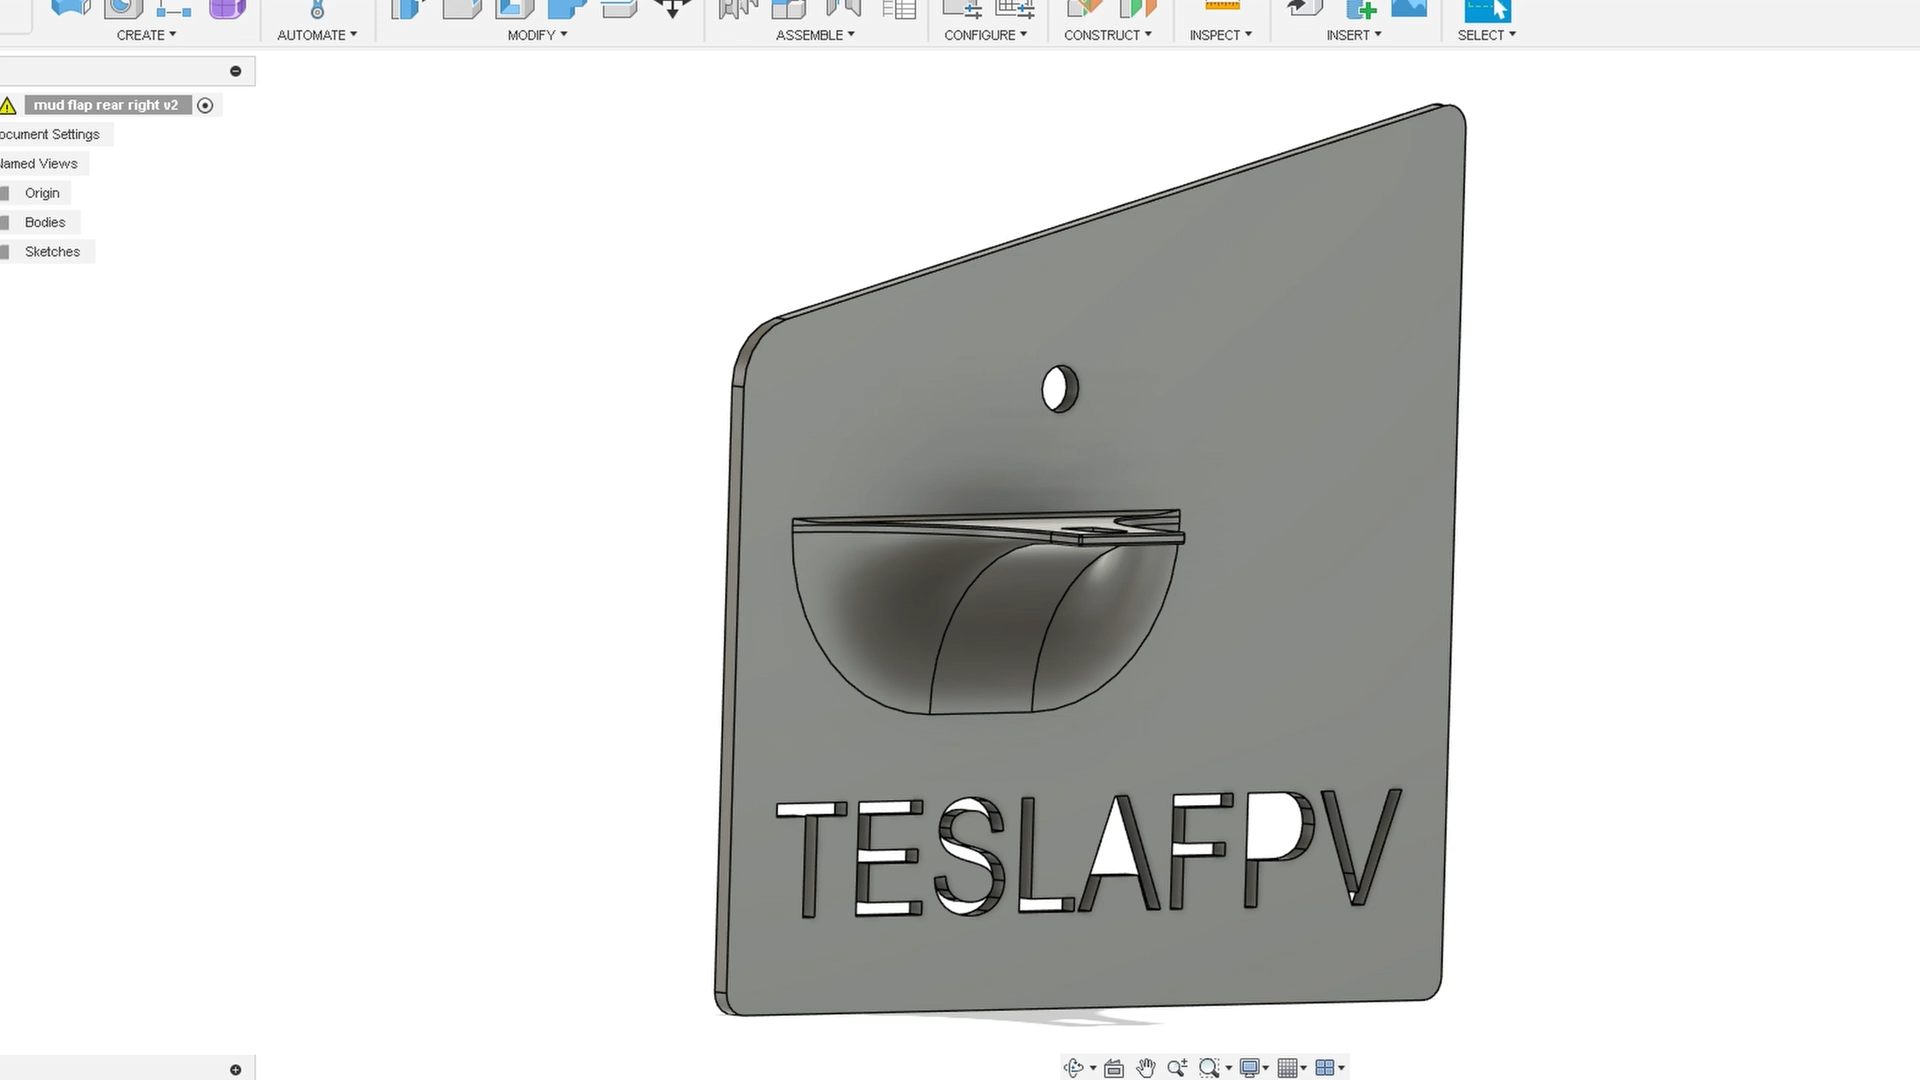 CREATE AUTOMATE MODIFY ASSEMBLE CONFIGURE CONSTRUCT INSPECT INSERT SELECT
mud flap rear right v2
ocument Settings
Named Views
Origin
Bodies
Sketches
TESLAFPV